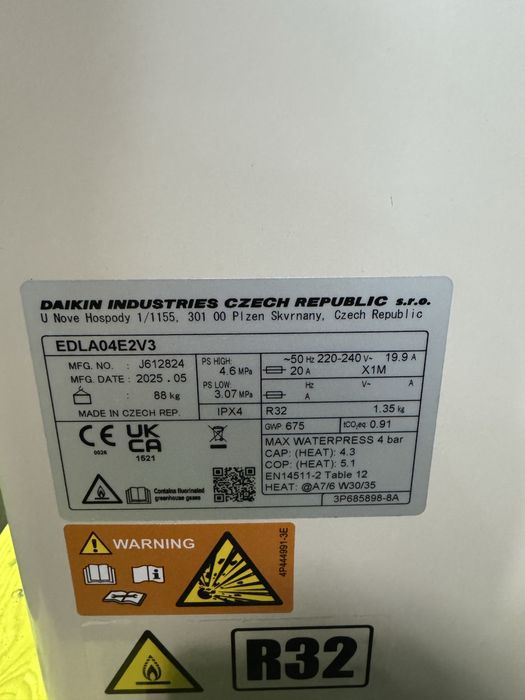 DAIKIN INDUSTRIES CZECH REPUBLIC s.r.o.
U Nove Hospody 1/1155, 301 00 Plzen Skvrnany, Czech Republic
EDLA04E2V3
MFG. NO. : J612824
MFG. DATE : 2025.05
88 kg
MADE IN CZECH REP.
PS HIGH:
4.6 MPa
PS LOW:
3.07 MPa
IPX4
~50 Hz 220-240 V~ 19.9 A
20 A X1M
Hz V~ A
A
R32 1.35 kg
GWP 675 tCO2eq 0.91
MAX WATERPRESS 4 bar
CAP: (HEAT): 4.3
COP: (HEAT): 5.1
EN14511-2 Table 12
HEAT: @A7/6 W30/35
3P685898-8A
CE
0026
UK
CA
1521
Contains fluorinated
greenhouse gases
WARNING
4P444991-3E
R32